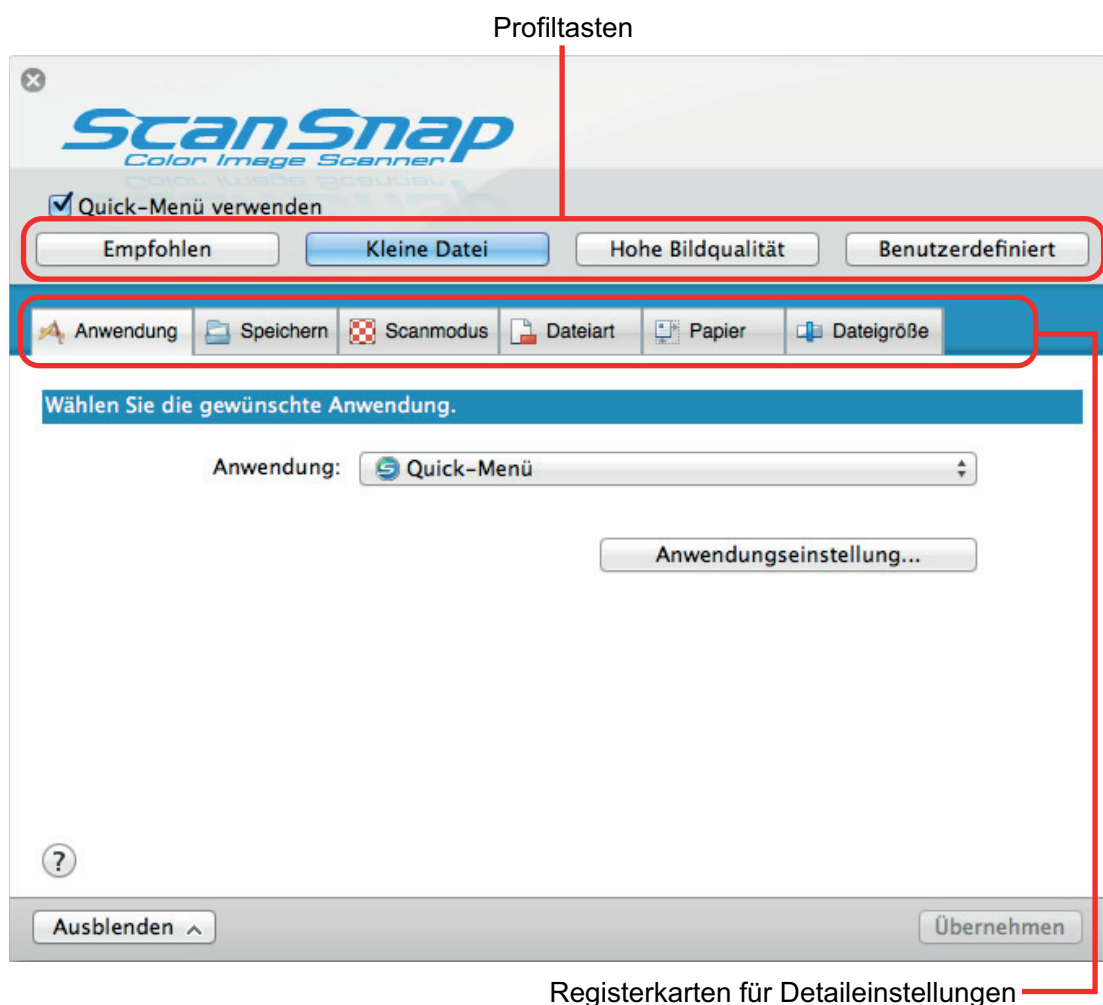 Profiltasten
ScanSnap
Color Image Scanner
Quick-Menü verwenden
Empfohlen Kleine Datei Hohe Bildqualität Benutzerdefiniert
Anwendung Speichern Scanmodus Dateiart Papier Dateigröße
Wählen Sie die gewünschte Anwendung.
Anwendung: Quick-Menü
Anwendungseinstellung...
?
Ausblenden Übernehmen
Registerkarten für Detaileinstellungen